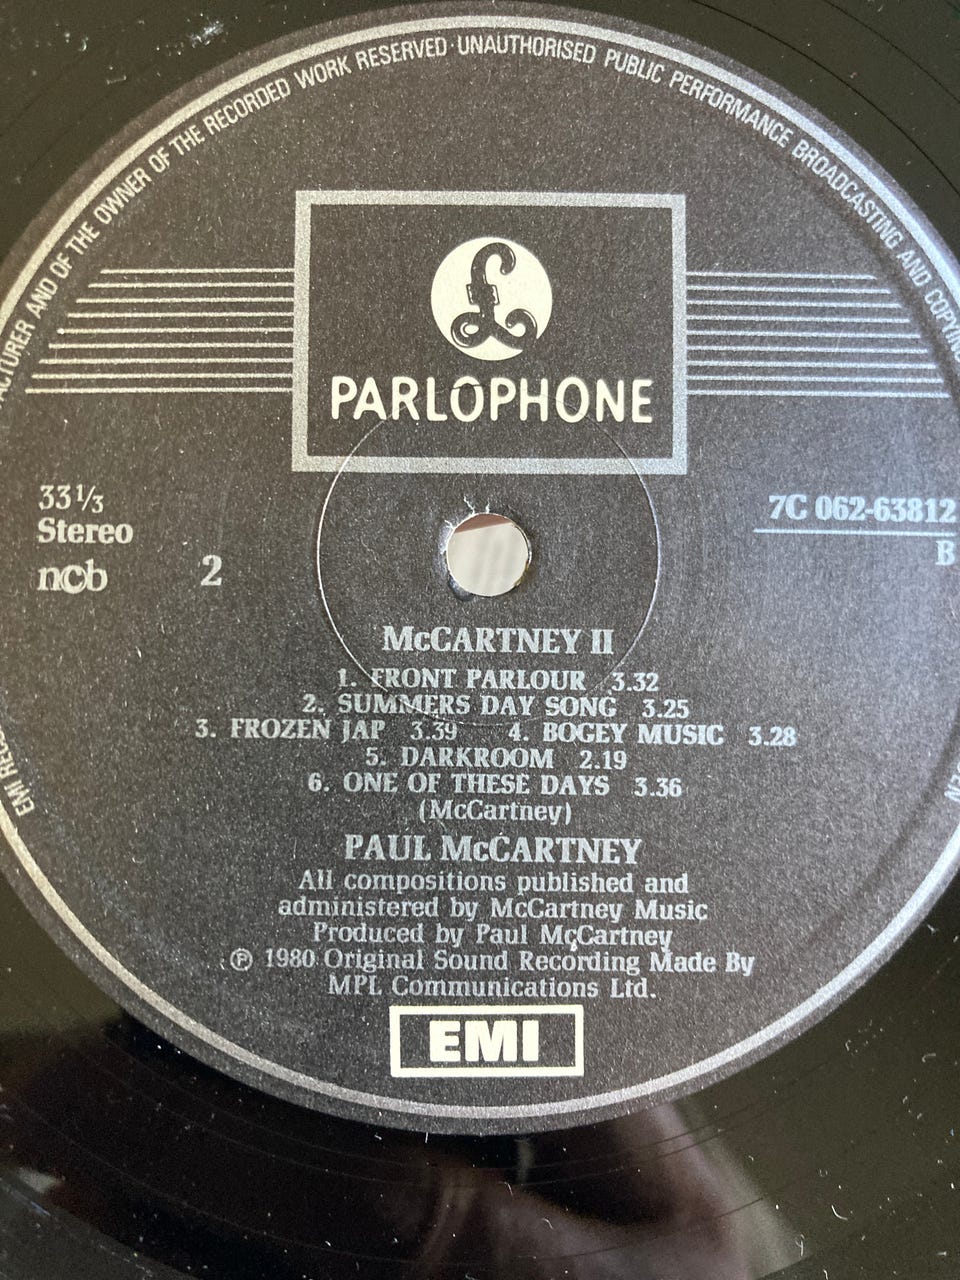 ACTURER AND OF THE OWNER OF THE RECORDED WORK RESERVED · UNAUTHORISED PUBLIC PERFORMANCE BROADCASTING AND COPYING
£
PARLOPHONE
33 1/3
Stereo
ncb 2
7C 062-63812
B
McCARTNEY II
1. FRONT PARLOUR 3.32
2. SUMMERS DAY SONG 3.25
3. FROZEN JAP 3.39 4. BOGEY MUSIC 3.28
5. DARKROOM 2.19
6. ONE OF THESE DAYS 3.36
(McCartney)
PAUL McCARTNEY
All compositions published and
administered by McCartney Music
Produced by Paul McCartney
℗ 1980 Original Sound Recording Made By
MPL Communications Ltd.
EMI
EMI